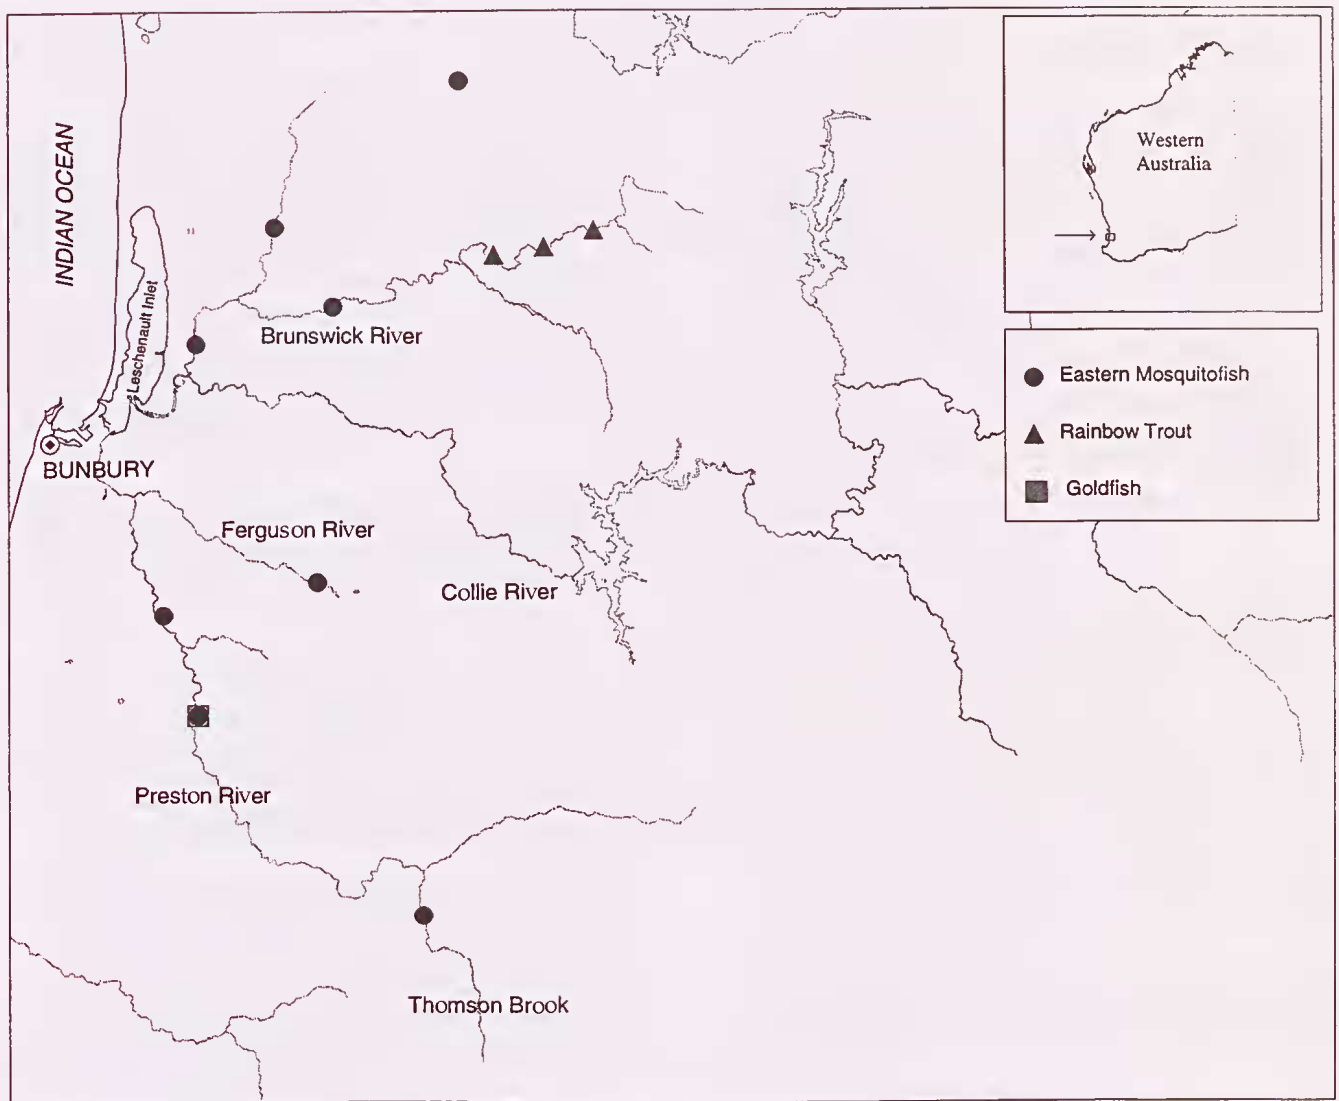 INDIAN OCEAN
Leschenault Inlet
Western
Australia
Brunswick River
Eastern Mosquitofish
Rainbow Trout
Goldfish
BUNBURY
Ferguson River
Collie River
Preston River
Thomson Brook